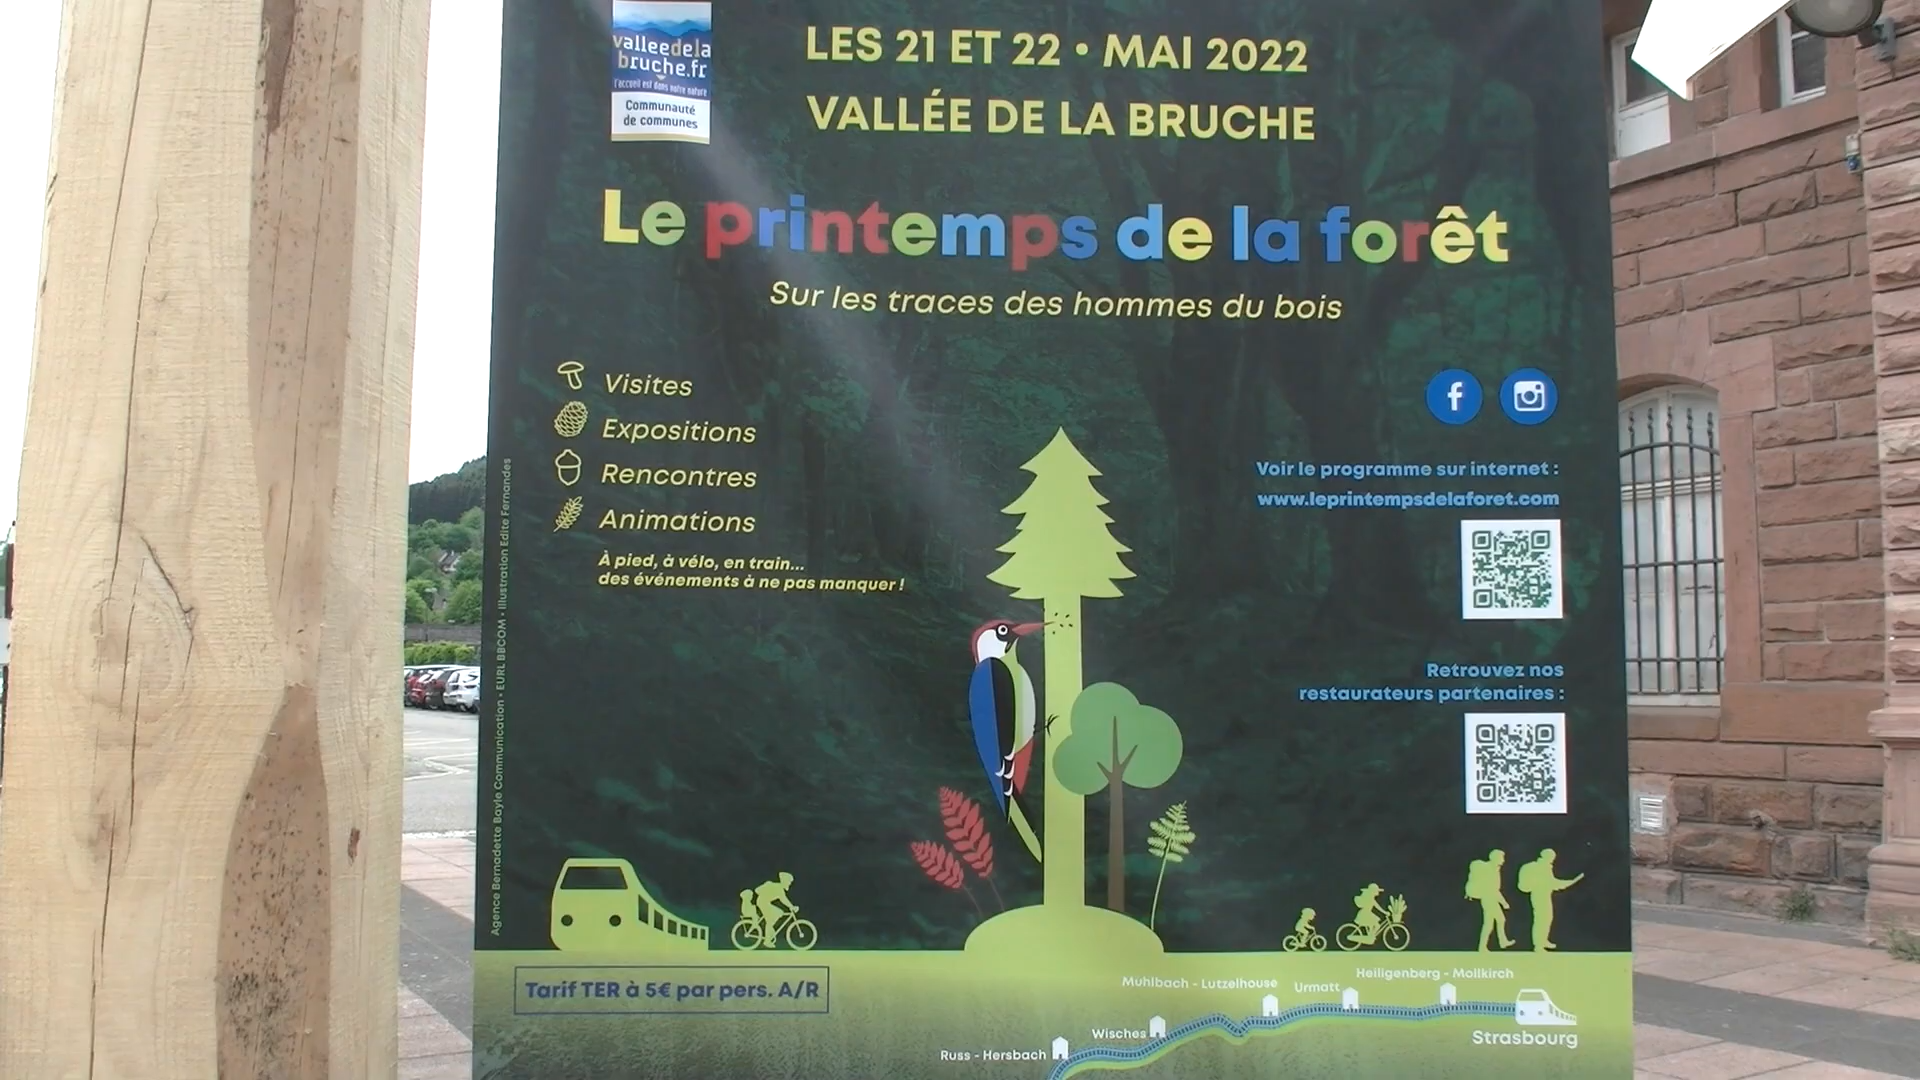 valleedela
bruche.fr
l'accueil est dans notre nature
Communauté
de communes
LES 21 ET 22 • MAI 2022
VALLÉE DE LA BRUCHE
Le printemps de la forêt
Sur les traces des hommes du bois
Visites
Expositions
Rencontres
Animations
À pied, à vélo, en train...
des événements à ne pas manquer !
Voir le programme sur internet :
www.leprintempsdelaforet.com
Retrouvez nos
restaurateurs partenaires :
Agence Bernadette Bayle Communication • EURL BBCOM • Illustration Edite Fernandes
Tarif TER à 5€ par pers. A/R
Heiligenberg - Mollkirch
Muhlbach - Lutzelhouse
Urmatt
Wisches
Strasbourg
Russ - Hersbach